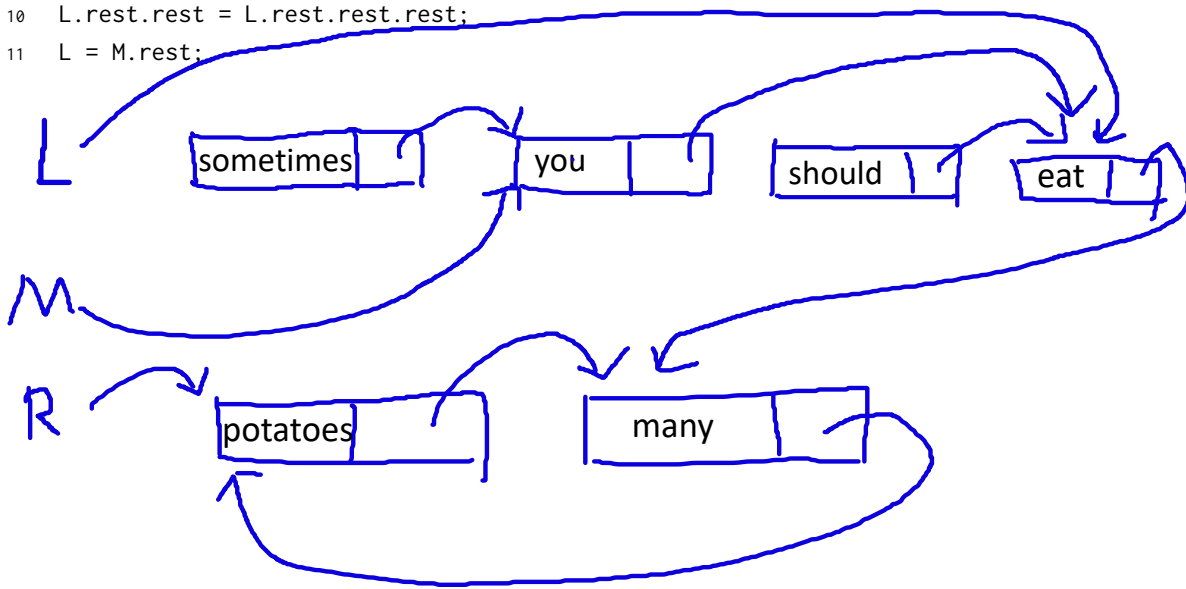 10 L.rest.rest = L.rest.rest.rest;
11 L = M.rest;
L sometimes you should eat
M
R potatoes many